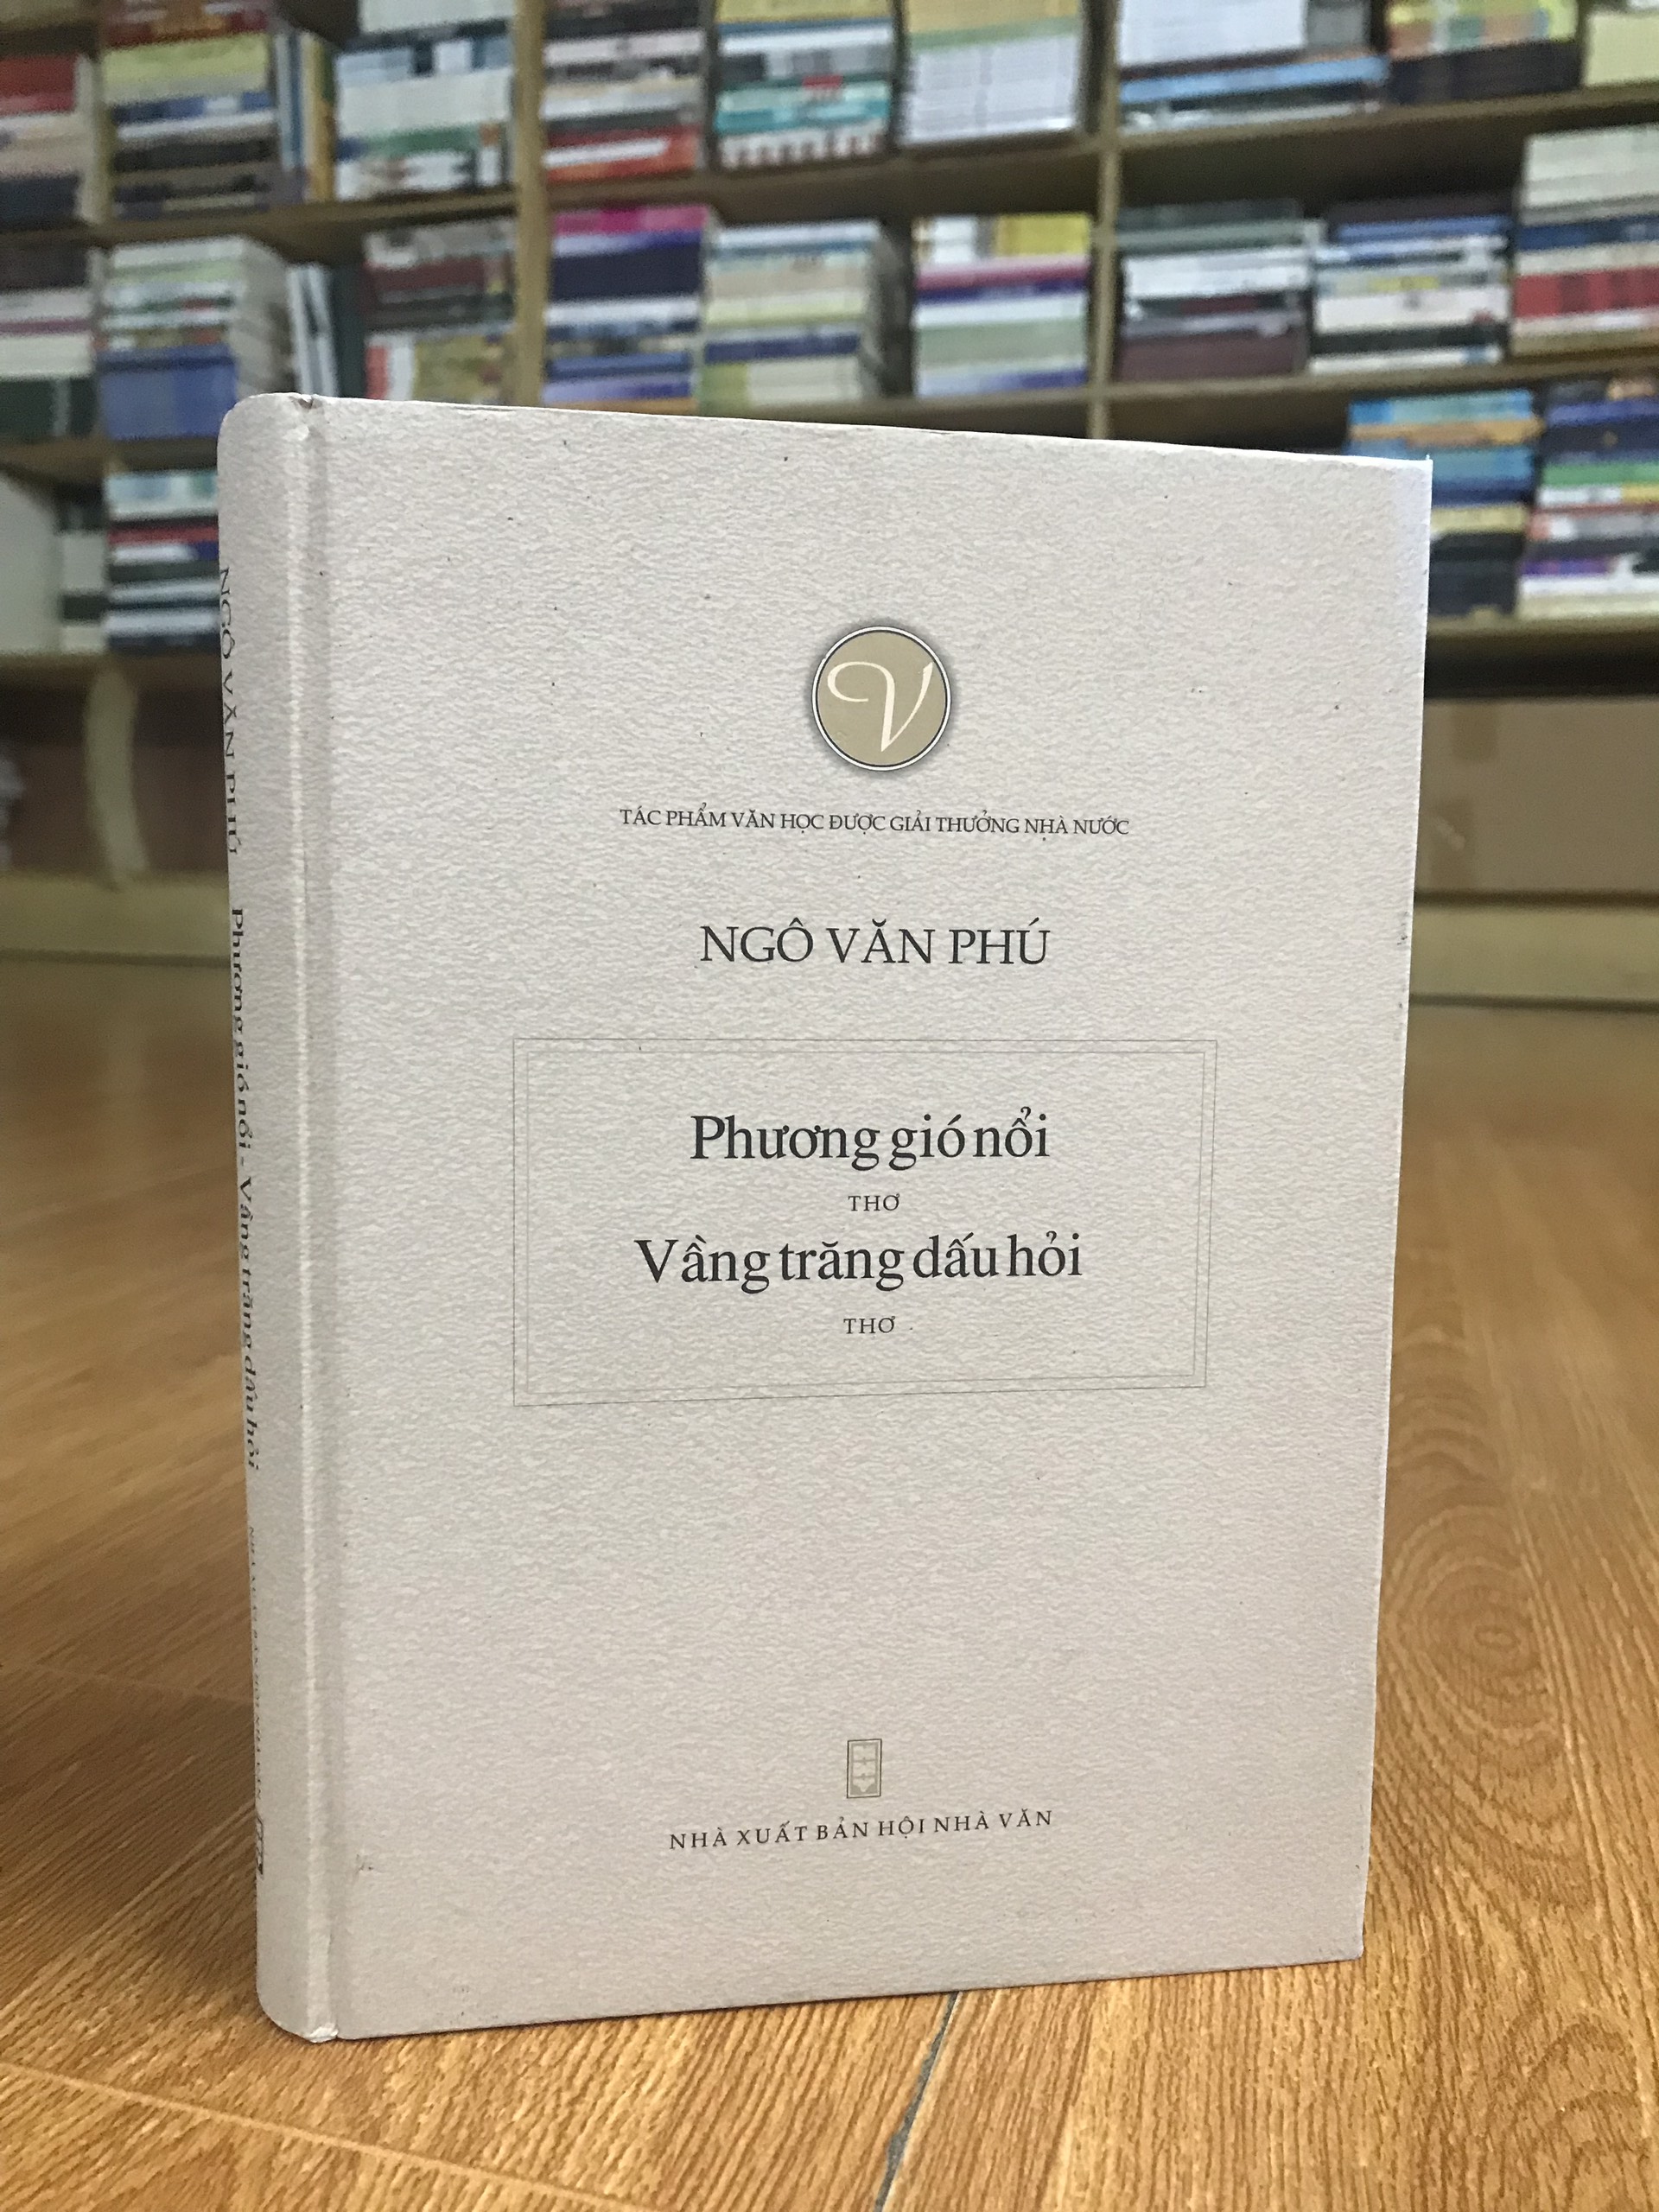 V
TÁC PHẨM VĂN HỌC ĐƯỢC GIẢI THƯỞNG NHÀ NƯỚC
NGÔ VĂN PHÚ
Phương gió nổi
THƠ
Vầng trăng dấu hỏi
THƠ
NHÀ XUẤT BẢN HỘI NHÀ VĂN
NGÔ VĂN PHÚ Phương gió nổi - Vầng trăng dấu hỏi